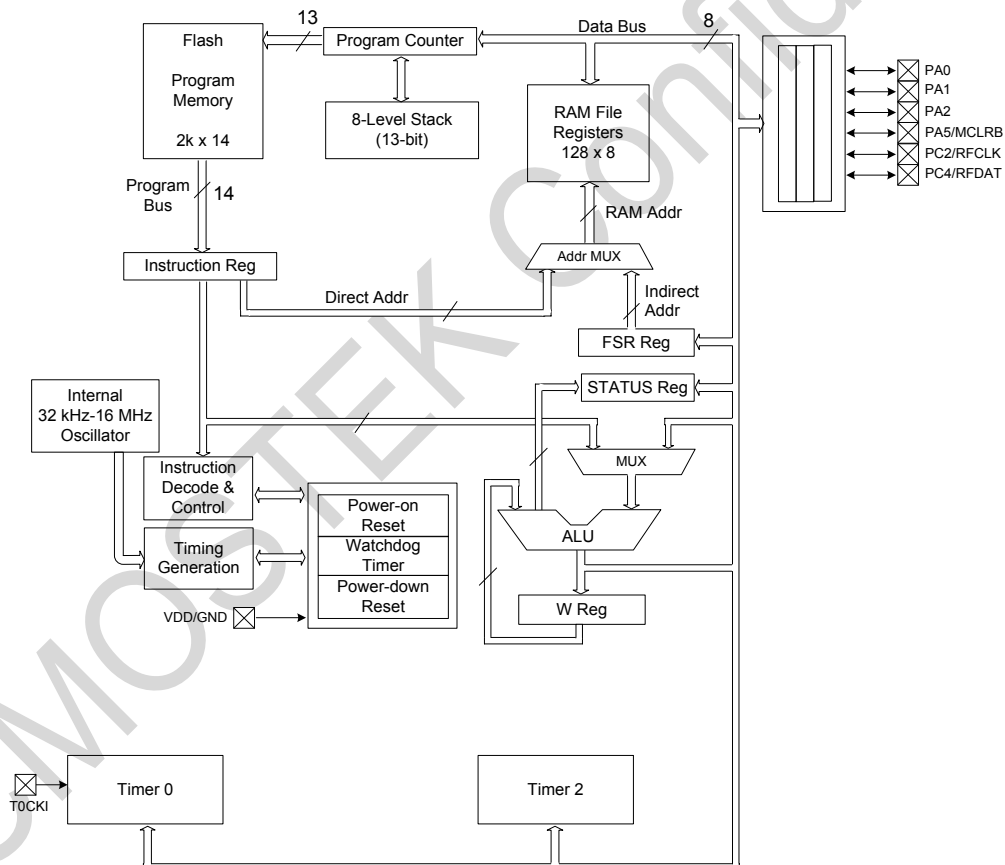 13
Data Bus
8
Flash
Program
Memory
2k x 14
Program Counter
8-Level Stack
(13-bit)
RAM File
Registers
128 x 8
PA0
PA1
PA2
PA5/MCLRB
PC2/RFCLK
PC4/RFDAT
Program
Bus
14
RAM Addr
Instruction Reg
Addr MUX
Direct Addr
Indirect
Addr
FSR Reg
STATUS Reg
Internal
32 kHz-16 MHz
Oscillator
MUX
Instruction
Decode &
Control
Power-on
Reset
ALU
Timing
Generation
Watchdog
Timer
Power-down
Reset
W Reg
VDD/GND
Timer 0
Timer 2
T0CKI
CMOSTEK Confid